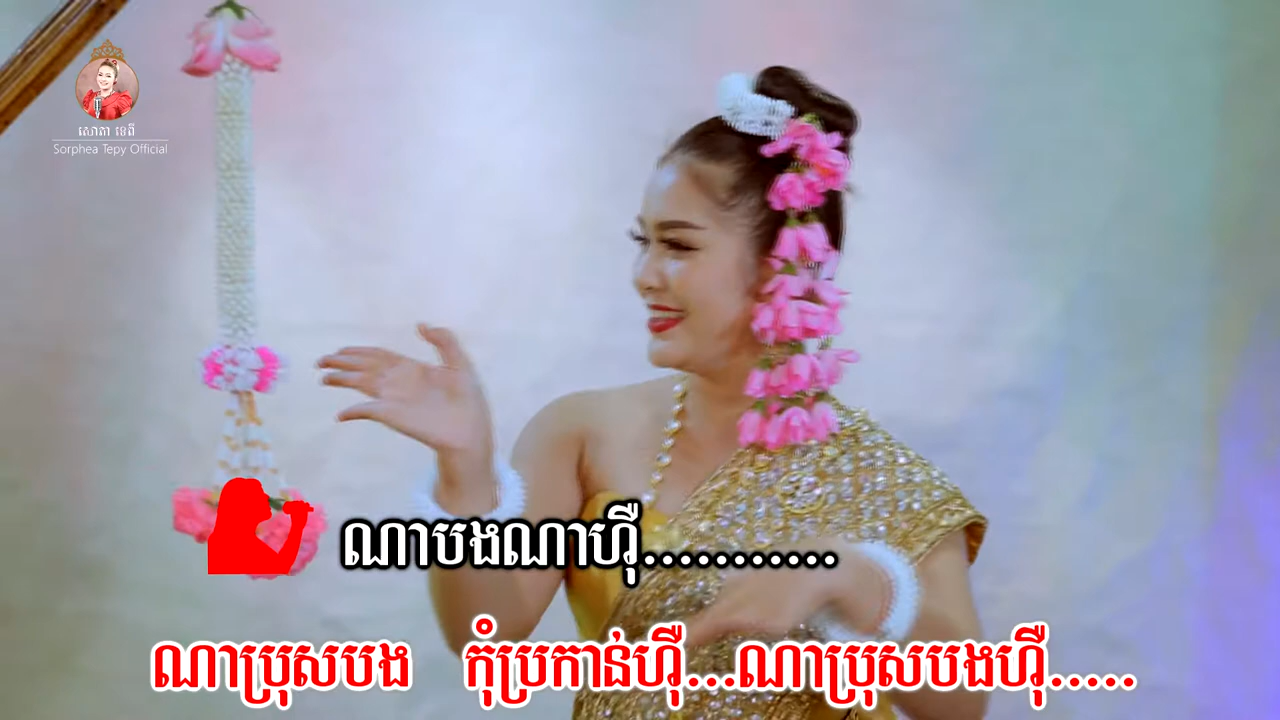 សោភា ទេពី
Sorphea Tepy Official
ណាបងណាហ៊ឺ...........
ណាប្រុសបង កុំប្រកាន់ហ៊ឺ...ណាប្រុសបងហ៊ឺ.....